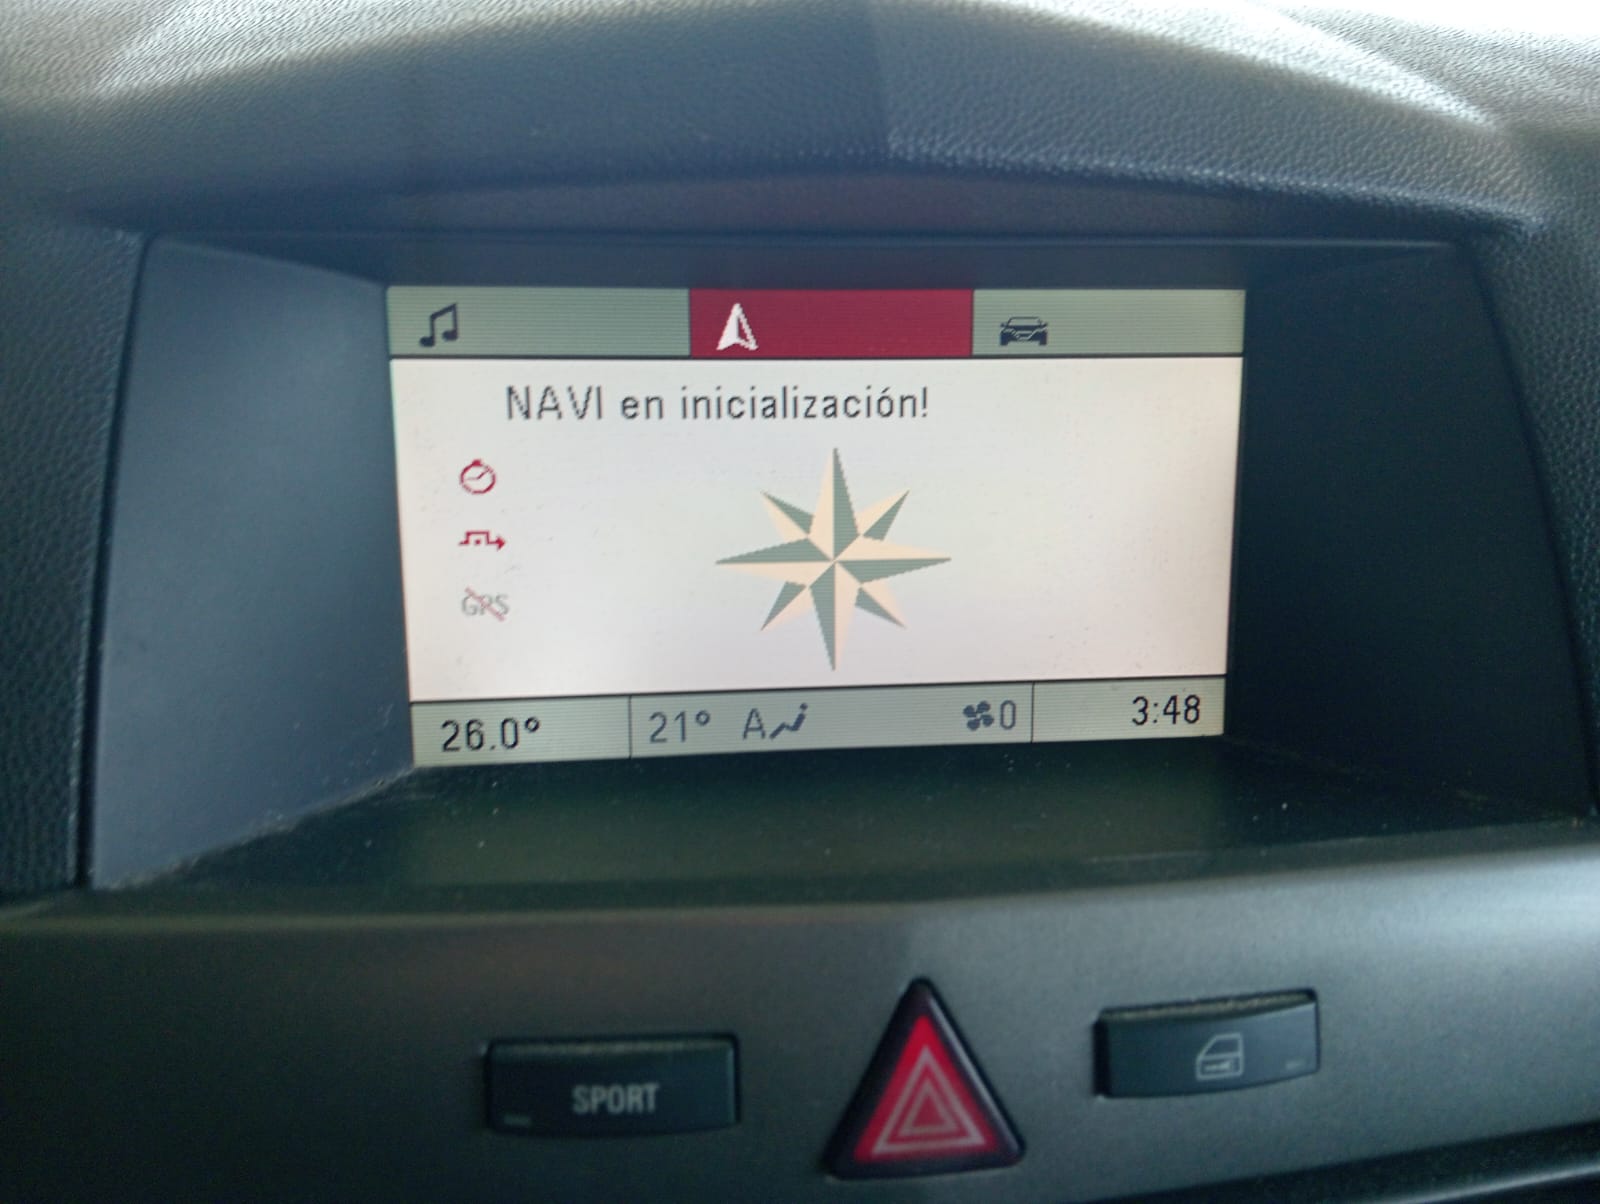 NAVI en inicialización!
GPS
26.0°
21° A
0
3:48
SPORT